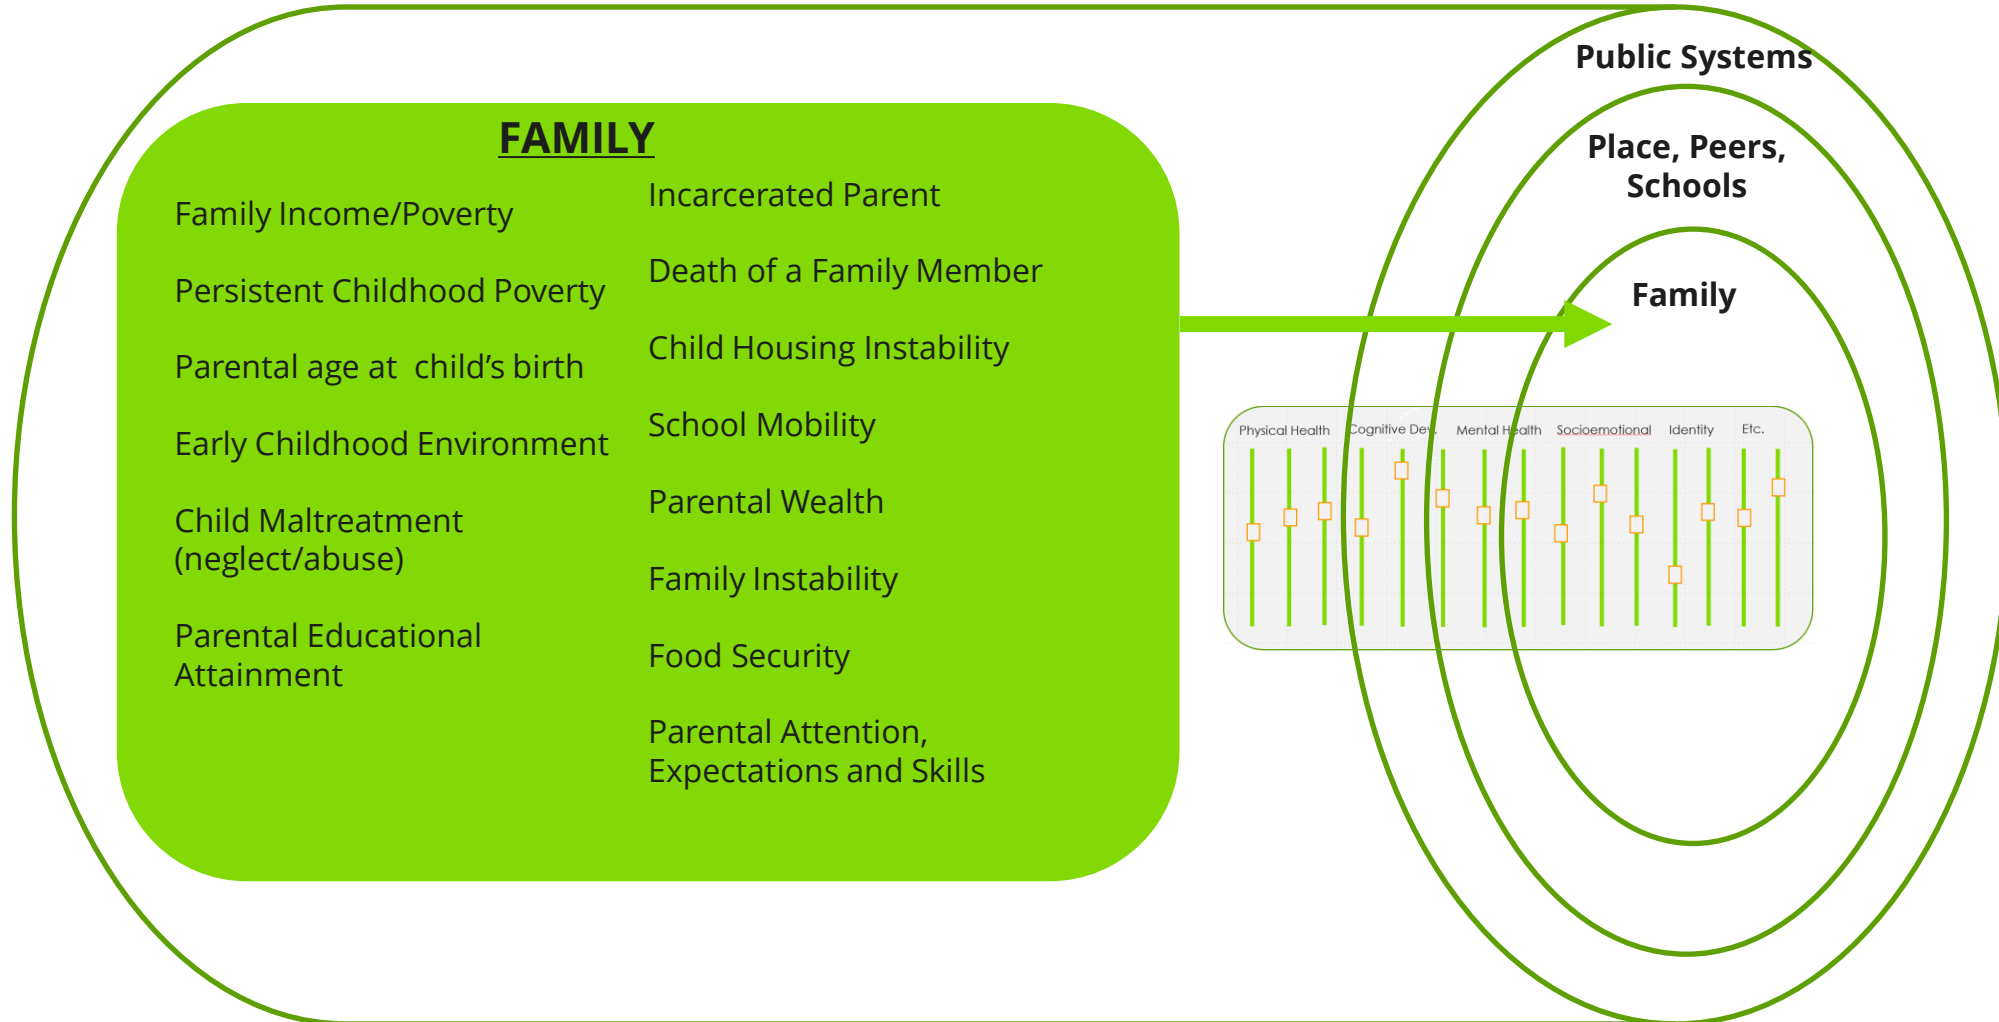 FAMILY
Family Income/Poverty
Persistent Childhood Poverty
Parental age at  child’s birth
Early Childhood Environment
Child Maltreatment
(neglect/abuse)
Parental Educational
Attainment
Incarcerated Parent
Death of a Family Member
Child Housing Instability
School Mobility
Parental Wealth
Family Instability
Food Security
Parental Attention,
Expectations and Skills
Public Systems
Place, Peers,
Schools
Family
Physical Health Cognitive Dev. Mental Health Socioemotional Identity Etc.